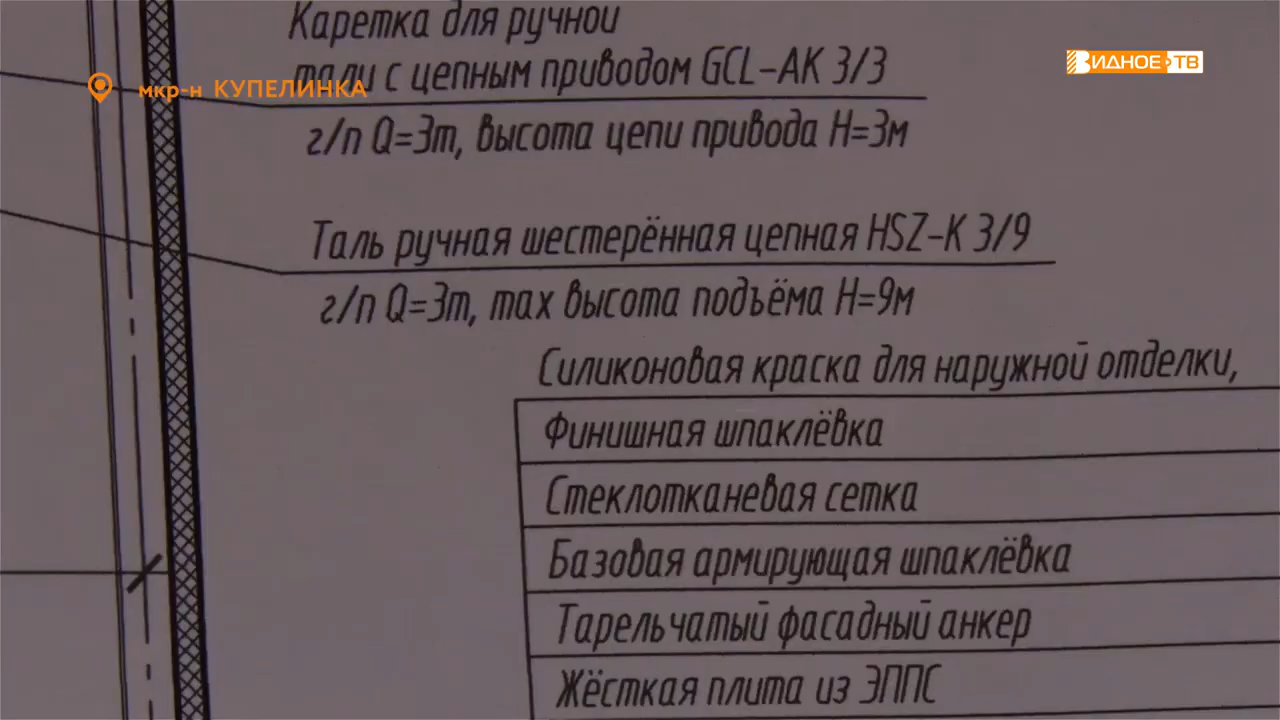 Каретка для ручной
тали с цепным приводом GCL-AK 3/3
г/п Q=3т, высота цепи привода H=3м
мкр-н КУПЕЛИНКА
ВИДНОЕ-ТВ
Таль ручная шестерённая цепная HSZ-K 3/9
г/п Q=3т, max высота подъёма H=9м
Силиконовая краска для наружной отделки,
Финишная шпаклёвка
Стеклотканевая сетка
Базовая армирующая шпаклёвка
Тарельчатый фасадный анкер
Жёсткая плита из ЭППС